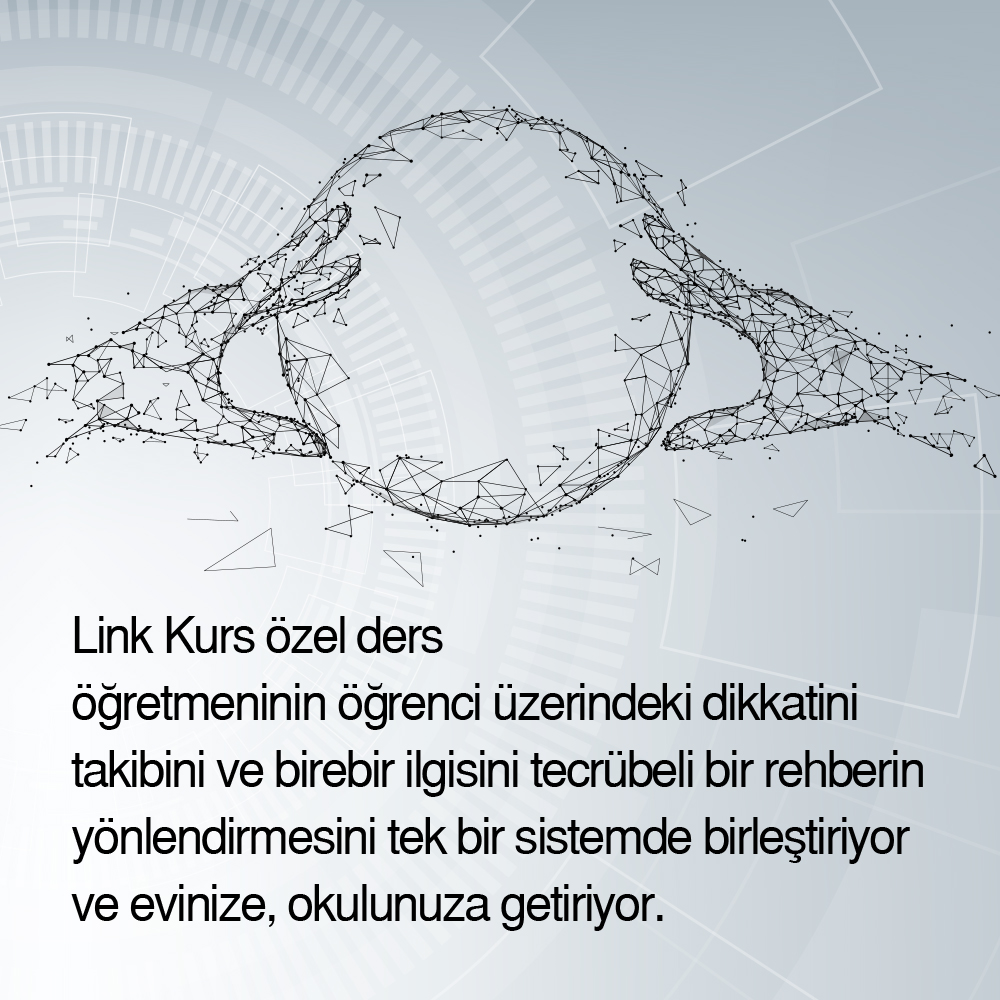 Link Kurs özel ders
öğretmeninin öğrenci üzerindeki dikkatini
takibini ve birebir ilgisini tecrübeli bir rehberin
yönlendirmesini tek bir sistemde birleştiriyor
ve evinize, okulunuza getiriyor.